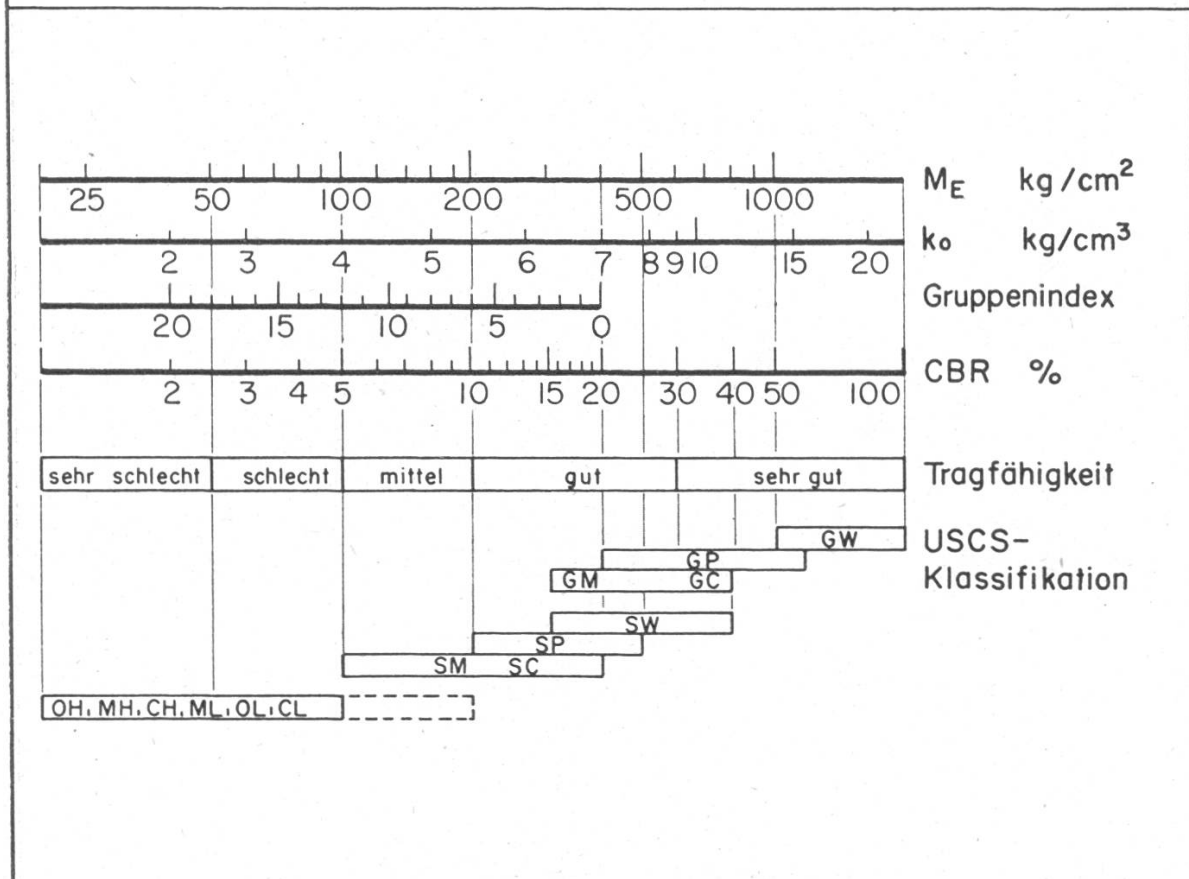 25 50 100 200 500 1000 M_E kg/cm²
2 3 4 5 6 7 8 9 10 15 20 k₀ kg/cm³
20 15 10 5 0 Gruppenindex
2 3 4 5 10 15 20 30 40 50 100 CBR %
sehr schlecht schlecht mittel gut sehr gut Tragfähigkeit
GW USCS-
GP
GM GC Klassifikation
SW
SP
SM SC
OH, MH, CH, ML, OL, CL